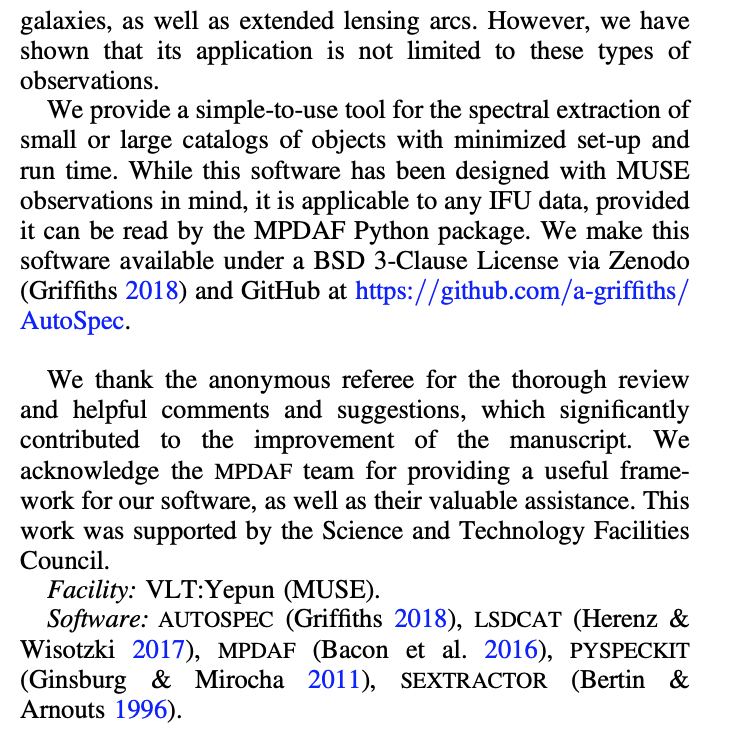 galaxies, as well as extended lensing arcs. However, we have
shown that its application is not limited to these types of
observations.
We provide a simple-to-use tool for the spectral extraction of
small or large catalogs of objects with minimized set-up and
run time. While this software has been designed with MUSE
observations in mind, it is applicable to any IFU data, provided
it can be read by the MPDAF Python package. We make this
software available under a BSD 3-Clause License via Zenodo
(Griffiths 2018) and GitHub at https://github.com/a-griffiths/
AutoSpec.
We thank the anonymous referee for the thorough review
and helpful comments and suggestions, which significantly
contributed to the improvement of the manuscript. We
acknowledge the MPDAF team for providing a useful frame-
work for our software, as well as their valuable assistance. This
work was supported by the Science and Technology Facilities
Council.
Facility: VLT:Yepun (MUSE).
Software: AUTOSPEC (Griffiths 2018), LSDCAT (Herenz &
Wisotzki 2017), MPDAF (Bacon et al. 2016), PYSPECKIT
(Ginsburg & Mirocha 2011), SEXTRACTOR (Bertin &
Arnouts 1996).